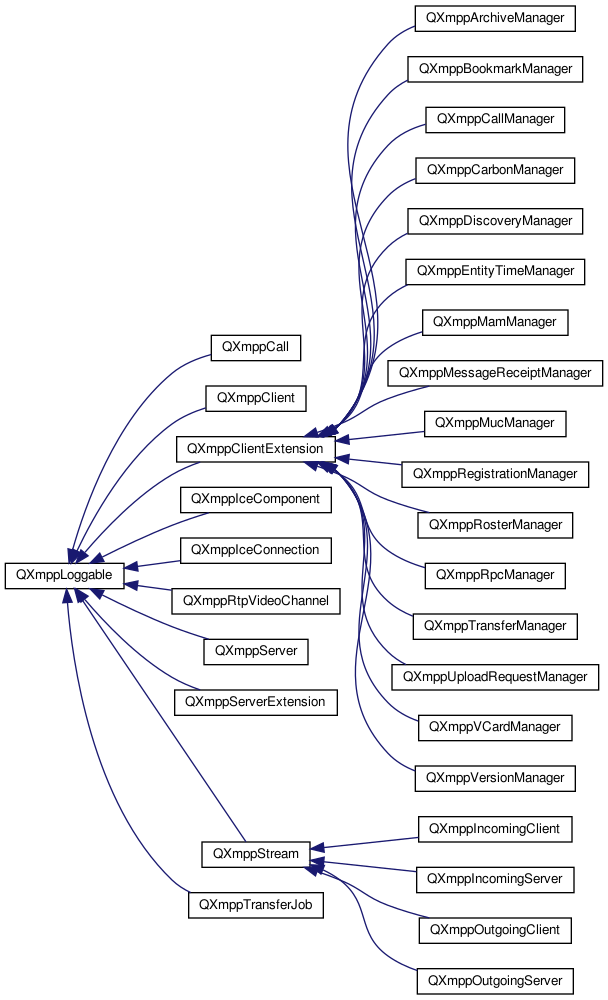 QXmppArchiveManager
QXmppBookmarkManager
QXmppCallManager
QXmppCarbonManager
QXmppDiscoveryManager
QXmppEntityTimeManager
QXmppMamManager
QXmppCall
QXmppMessageReceiptManager
QXmppClient
QXmppMucManager
QXmppClientExtension
QXmppRegistrationManager
QXmppIceComponent
QXmppRosterManager
QXmppIceConnection
QXmppLoggable
QXmppRpcManager
QXmppRtpVideoChannel
QXmppTransferManager
QXmppServer
QXmppUploadRequestManager
QXmppServerExtension
QXmppVCardManager
QXmppVersionManager
QXmppIncomingClient
QXmppStream
QXmppIncomingServer
QXmppTransferJob
QXmppOutgoingClient
QXmppOutgoingServer